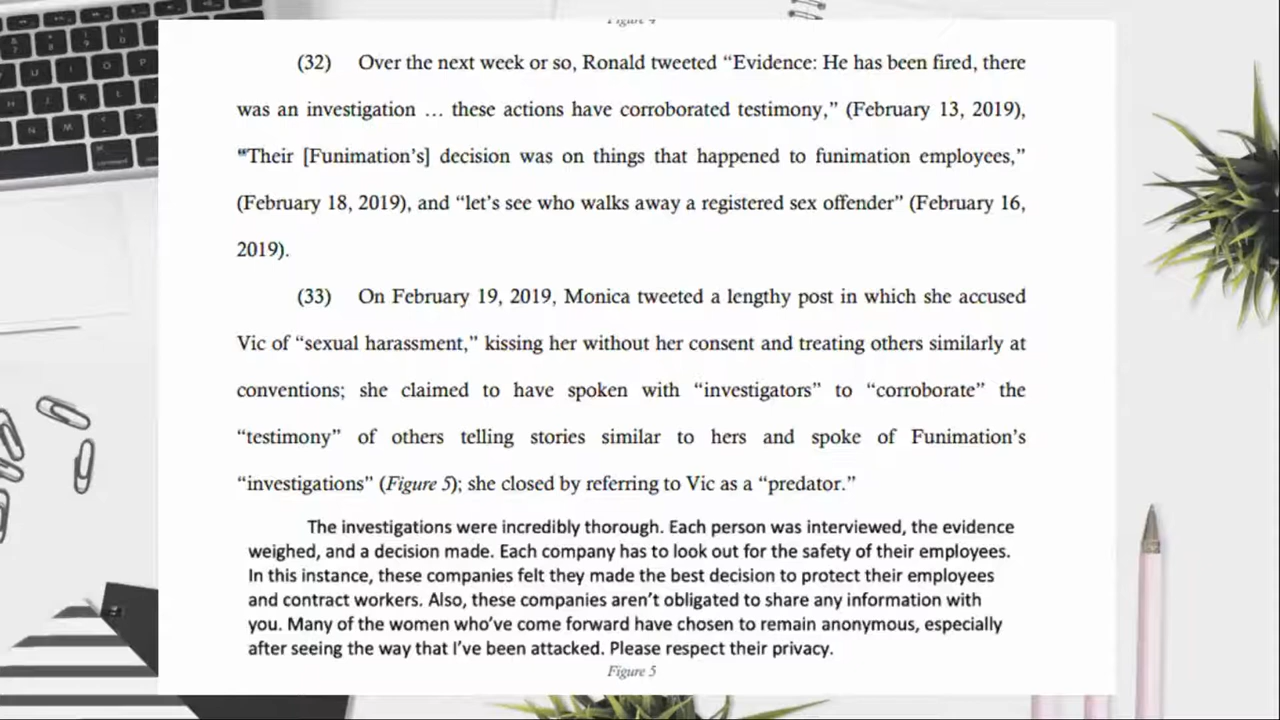 Figure 4
(32) Over the next week or so, Ronald tweeted “Evidence: He has been fired, there
was an investigation … these actions have corroborated testimony,” (February 13, 2019),
“Their [Funimation’s] decision was on things that happened to funimation employees,”
(February 18, 2019), and “let’s see who walks away a registered sex offender” (February 16,
2019).
(33) On February 19, 2019, Monica tweeted a lengthy post in which she accused
Vic of “sexual harassment,” kissing her without her consent and treating others similarly at
conventions; she claimed to have spoken with “investigators” to “corroborate” the
“testimony” of others telling stories similar to hers and spoke of Funimation’s
“investigations” (Figure 5); she closed by referring to Vic as a “predator.”
The investigations were incredibly thorough. Each person was interviewed, the evidence
weighed, and a decision made. Each company has to look out for the safety of their employees.
In this instance, these companies felt they made the best decision to protect their employees
and contract workers. Also, these companies aren’t obligated to share any information with
you. Many of the women who’ve come forward have chosen to remain anonymous, especially
after seeing the way that I’ve been attacked. Please respect their privacy.
Figure 5